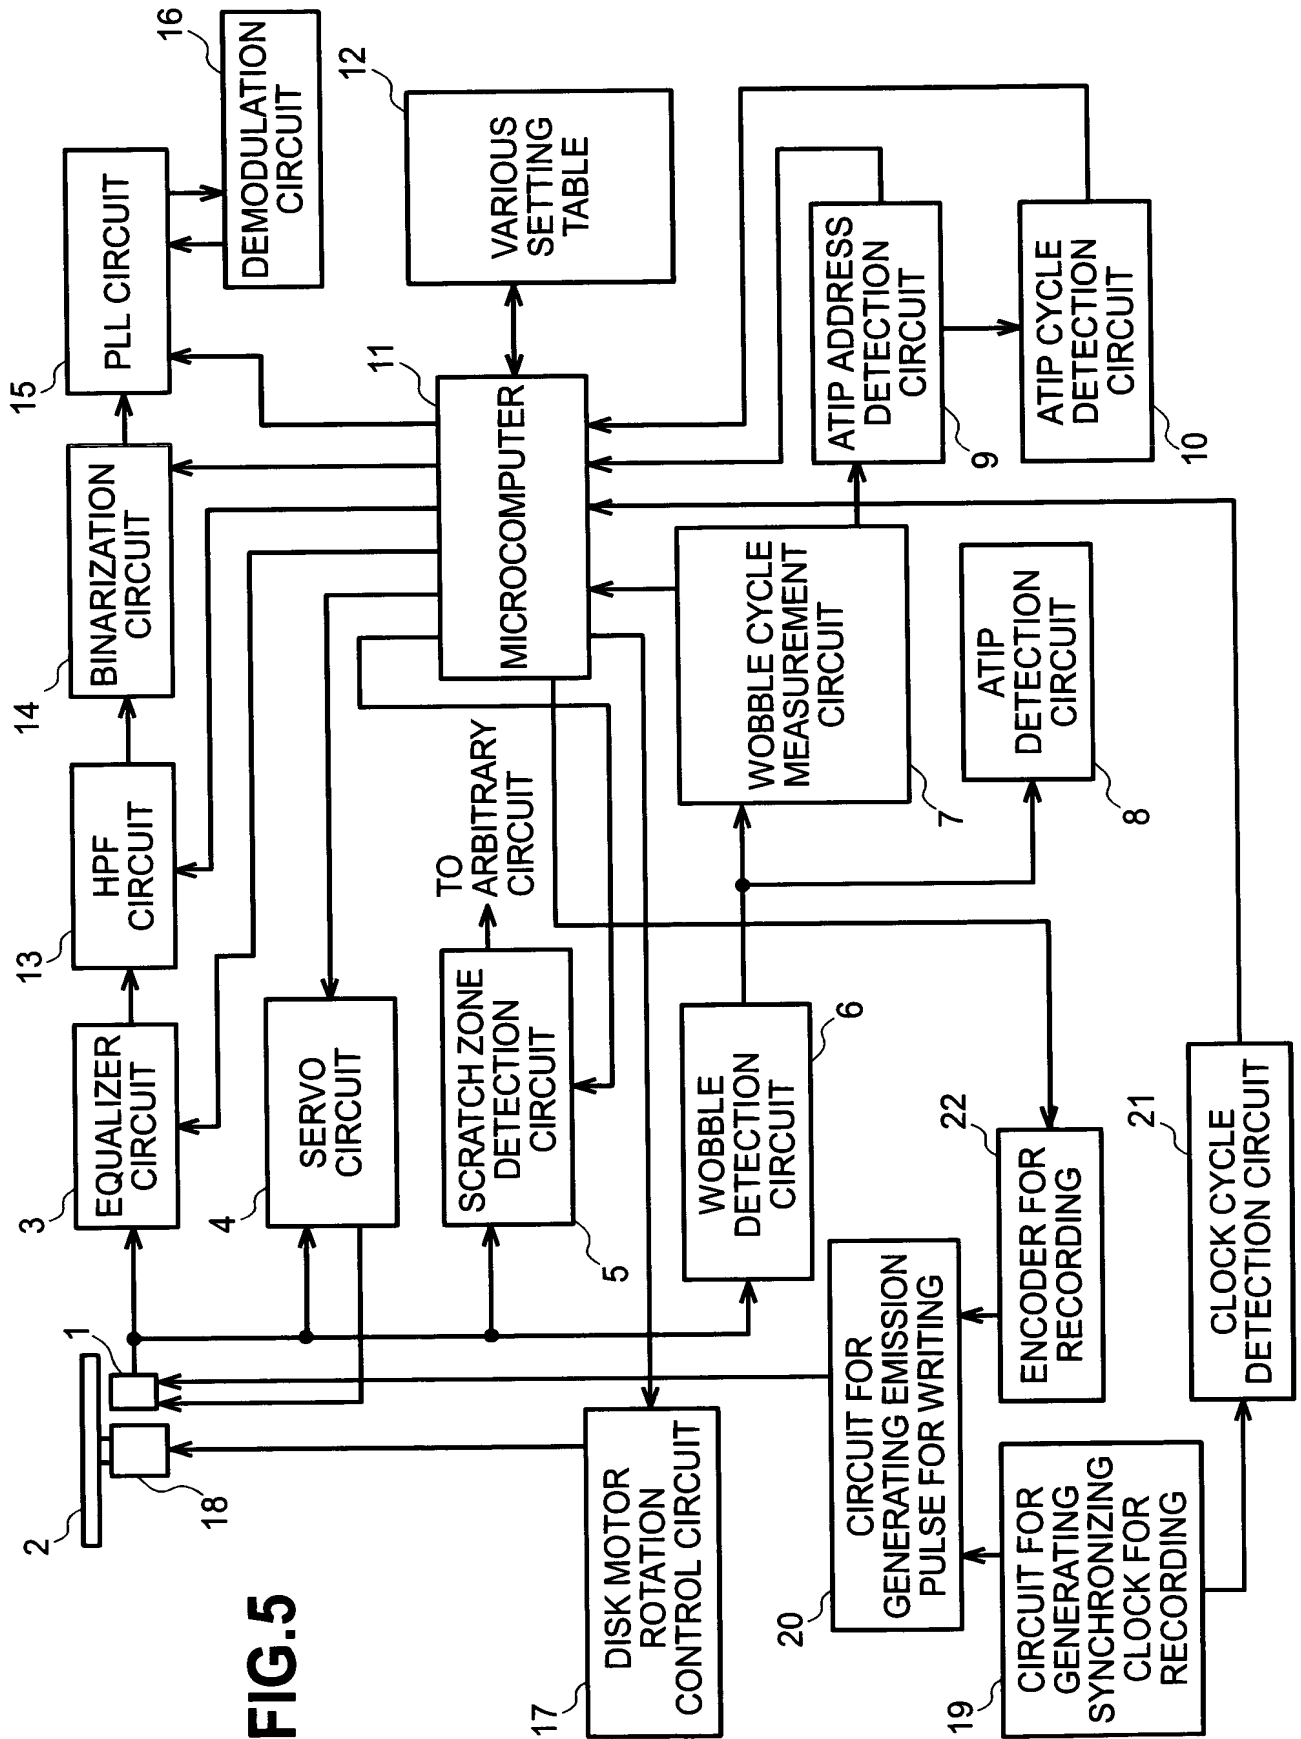 FIG.5
2
18
1
3
EQUALIZER
CIRCUIT
13
HPF
CIRCUIT
14
BINARIZATION
CIRCUIT
15
PLL CIRCUIT
16
DEMODULATION
CIRCUIT
4
SERVO
CIRCUIT
5
SCRATCH ZONE
DETECTION
CIRCUIT
TO
ARBITRARY
CIRCUIT
11
MICROCOMPUTER
12
VARIOUS
SETTING
TABLE
17
DISK MOTOR
ROTATION
CONTROL CIRCUIT
6
WOBBLE
DETECTION
CIRCUIT
7
WOBBLE CYCLE
MEASUREMENT
CIRCUIT
8
ATIP
DETECTION
CIRCUIT
9
ATIP ADDRESS
DETECTION
CIRCUIT
10
ATIP CYCLE
DETECTION
CIRCUIT
20
CIRCUIT FOR
GENERATING EMISSION
PULSE FOR WRITING
22
ENCODER FOR
RECORDING
19
CIRCUIT FOR
GENERATING
SYNCHRONIZING
CLOCK FOR
RECORDING
21
CLOCK CYCLE
DETECTION CIRCUIT